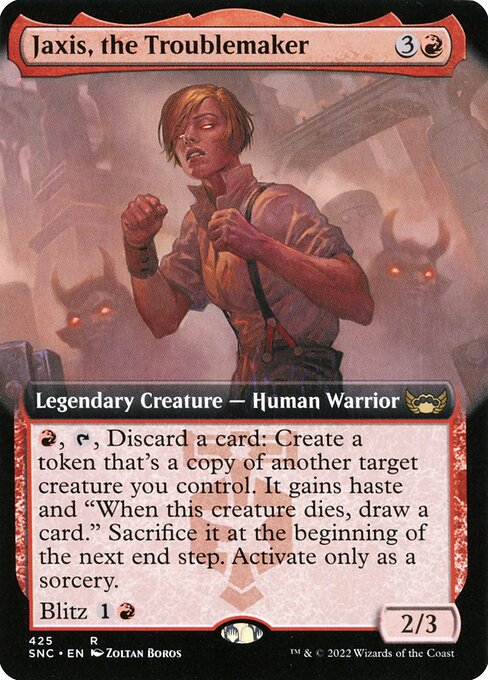 Jaxis, the Troublemaker 3
Legendary Creature — Human Warrior
, , Discard a card: Create a
token that's a copy of another target
creature you control. It gains haste
and “When this creature dies, draw a
card.” Sacrifice it at the beginning of
the next end step. Activate only as a
sorcery.
Blitz 1
2/3
425 R
SNC • EN Zoltan Boros
™ & © 2022 Wizards of the Coast